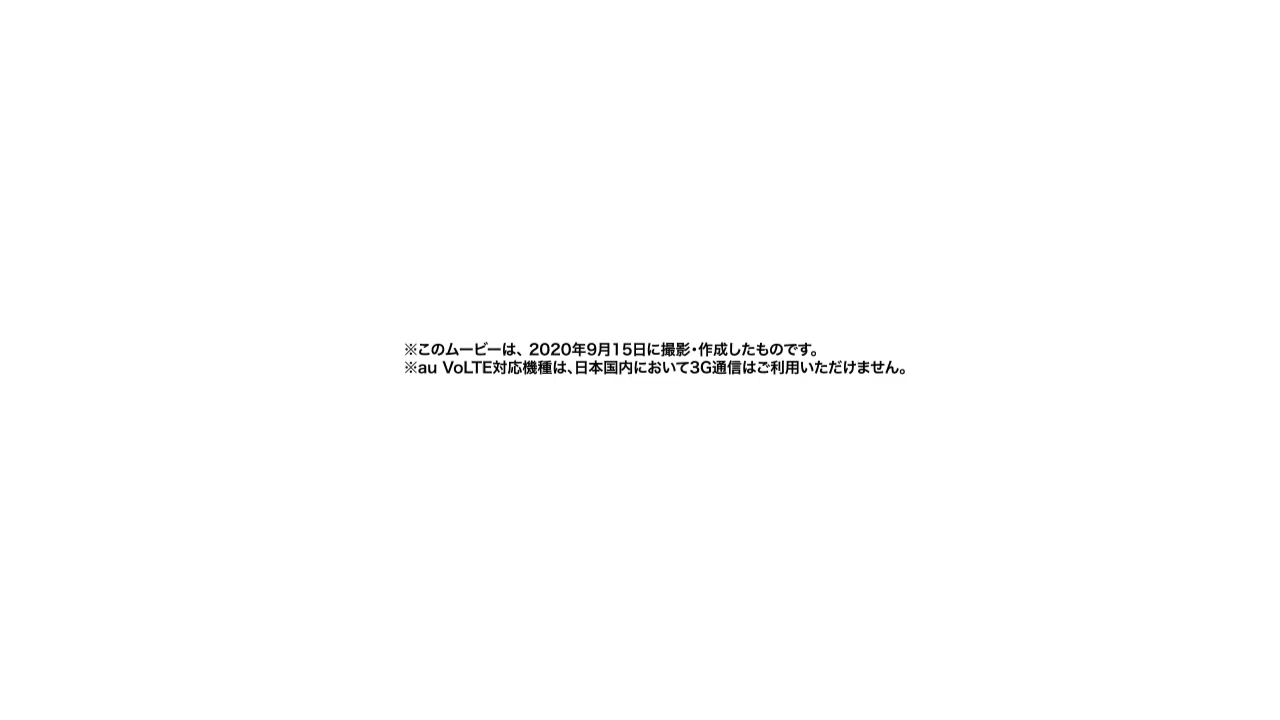 ※このムービーは、2020年9月15日に撮影・作成したものです。
※au VoLTE対応機種は、日本国内において3G通信はご利用いただけません。